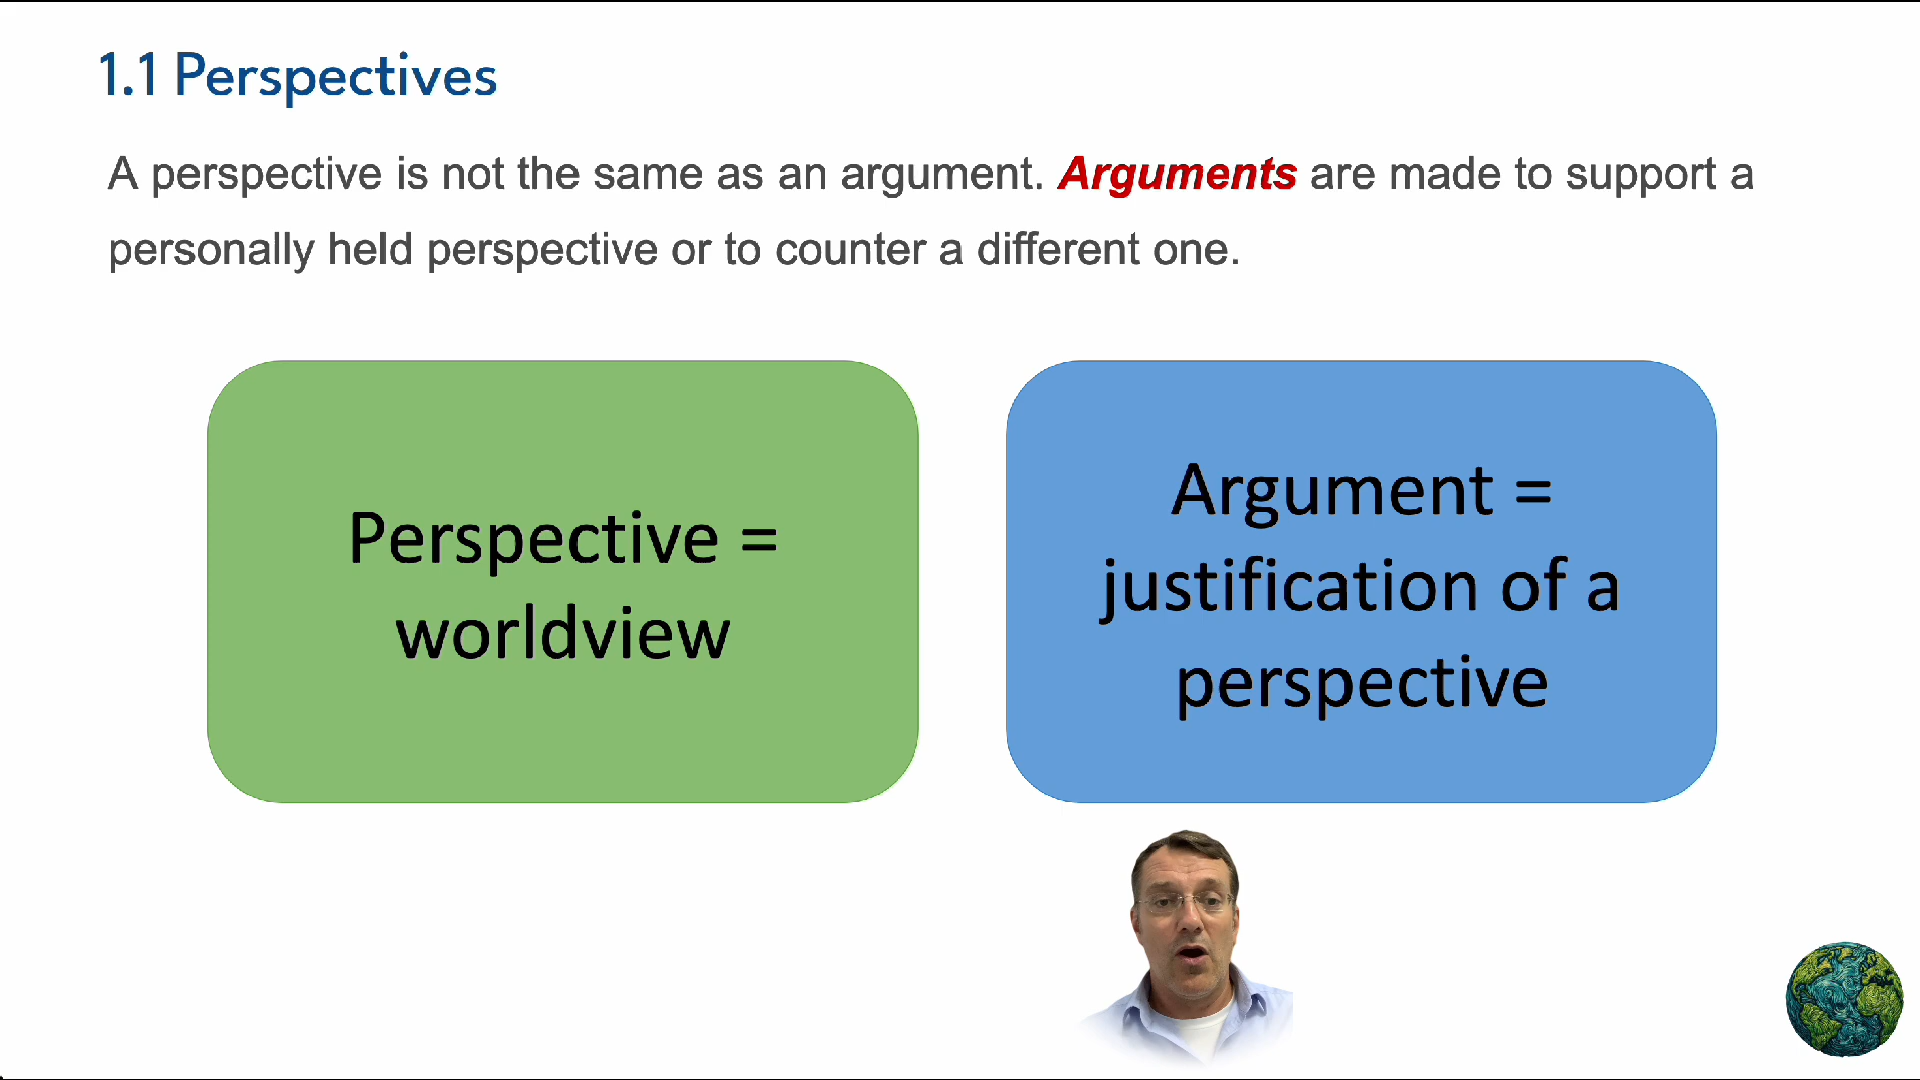 1.1 Perspectives
A perspective is not the same as an argument. Arguments are made to support a
personally held perspective or to counter a different one.
Perspective =
worldview
Argument =
justification of a
perspective